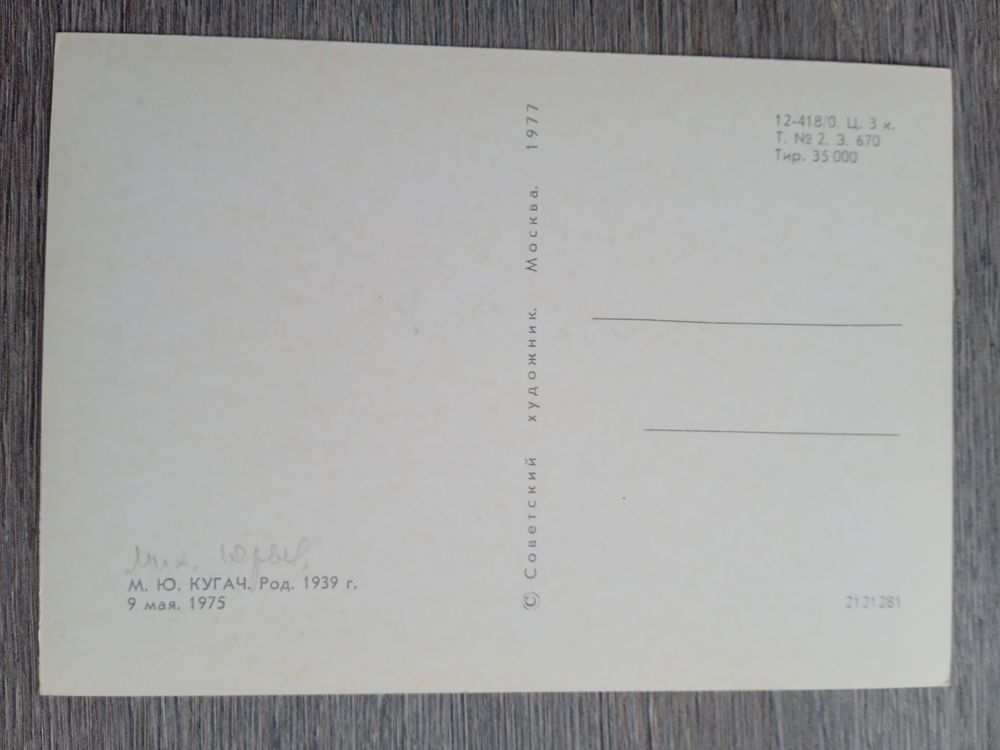 12-418/0. Ц. 3 к.
Т. № 2. З. 670
Тир. 35 000
© Советский художник. Москва. 1977
Мих. Юрьев.
М. Ю. КУГАЧ. Род. 1939 г.
9 мая. 1975
2121281